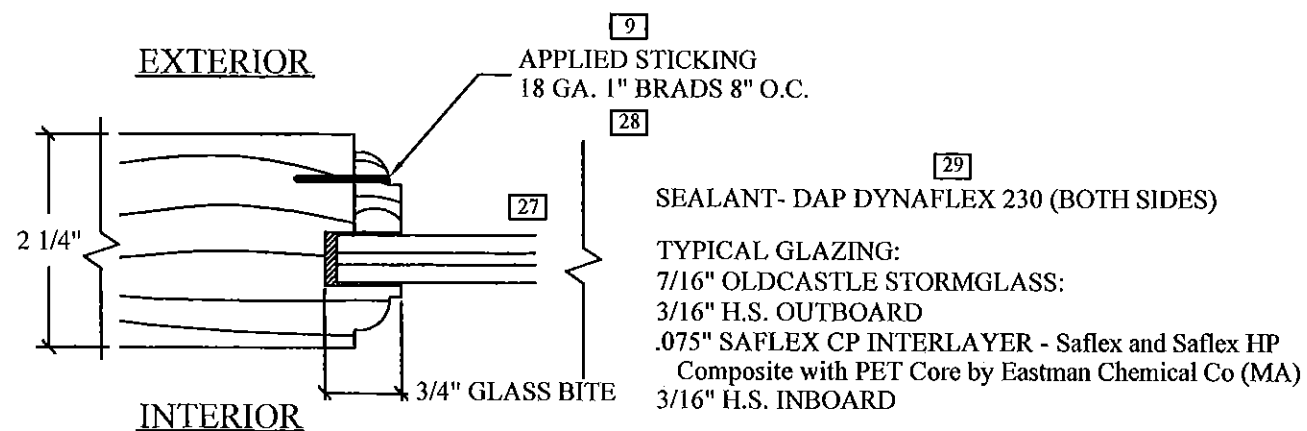 9
EXTERIOR
APPLIED STICKING
18 GA. 1" BRADS 8" O.C.
28
29
27
SEALANT- DAP DYNAFLEX 230 (BOTH SIDES)
2 1/4"
TYPICAL GLAZING:
7/16" OLDCASTLE STORMGLASS:
3/16" H.S. OUTBOARD
.075" SAFLEX CP INTERLAYER - Saflex and Saflex HP
Composite with PET Core by Eastman Chemical Co (MA)
3/4" GLASS BITE
3/16" H.S. INBOARD
INTERIOR